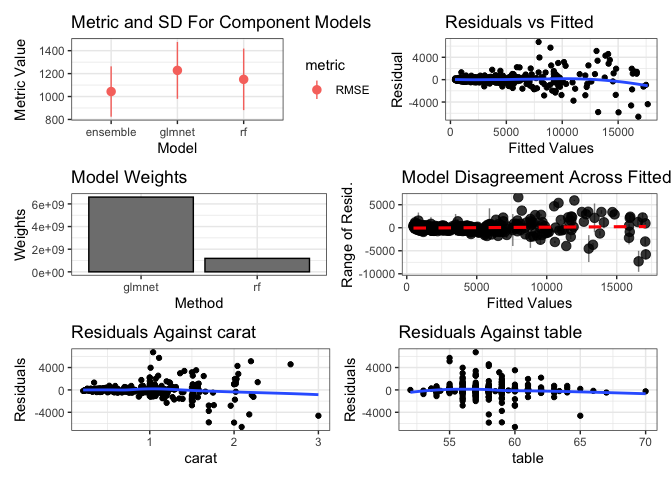 Metric and SD For Component Models
Metric Value
1400
1200
1000
800
ensemble glmnet rf
Model
metric
RMSE
Residuals vs Fitted
Residual
4000
0
-4000
0 5000 10000 15000
Fitted Values
Model Weights
Weights
6e+09
4e+09
2e+09
0e+00
glmnet rf
Method
Model Disagreement Across Fitted
Range of Resid.
5000
0
-5000
-10000
0 5000 10000 15000
Fitted Values
Residuals Against carat
Residuals
4000
0
-4000
1 2 3
carat
Residuals Against table
Residuals
4000
0
-4000
55 60 65 70
table